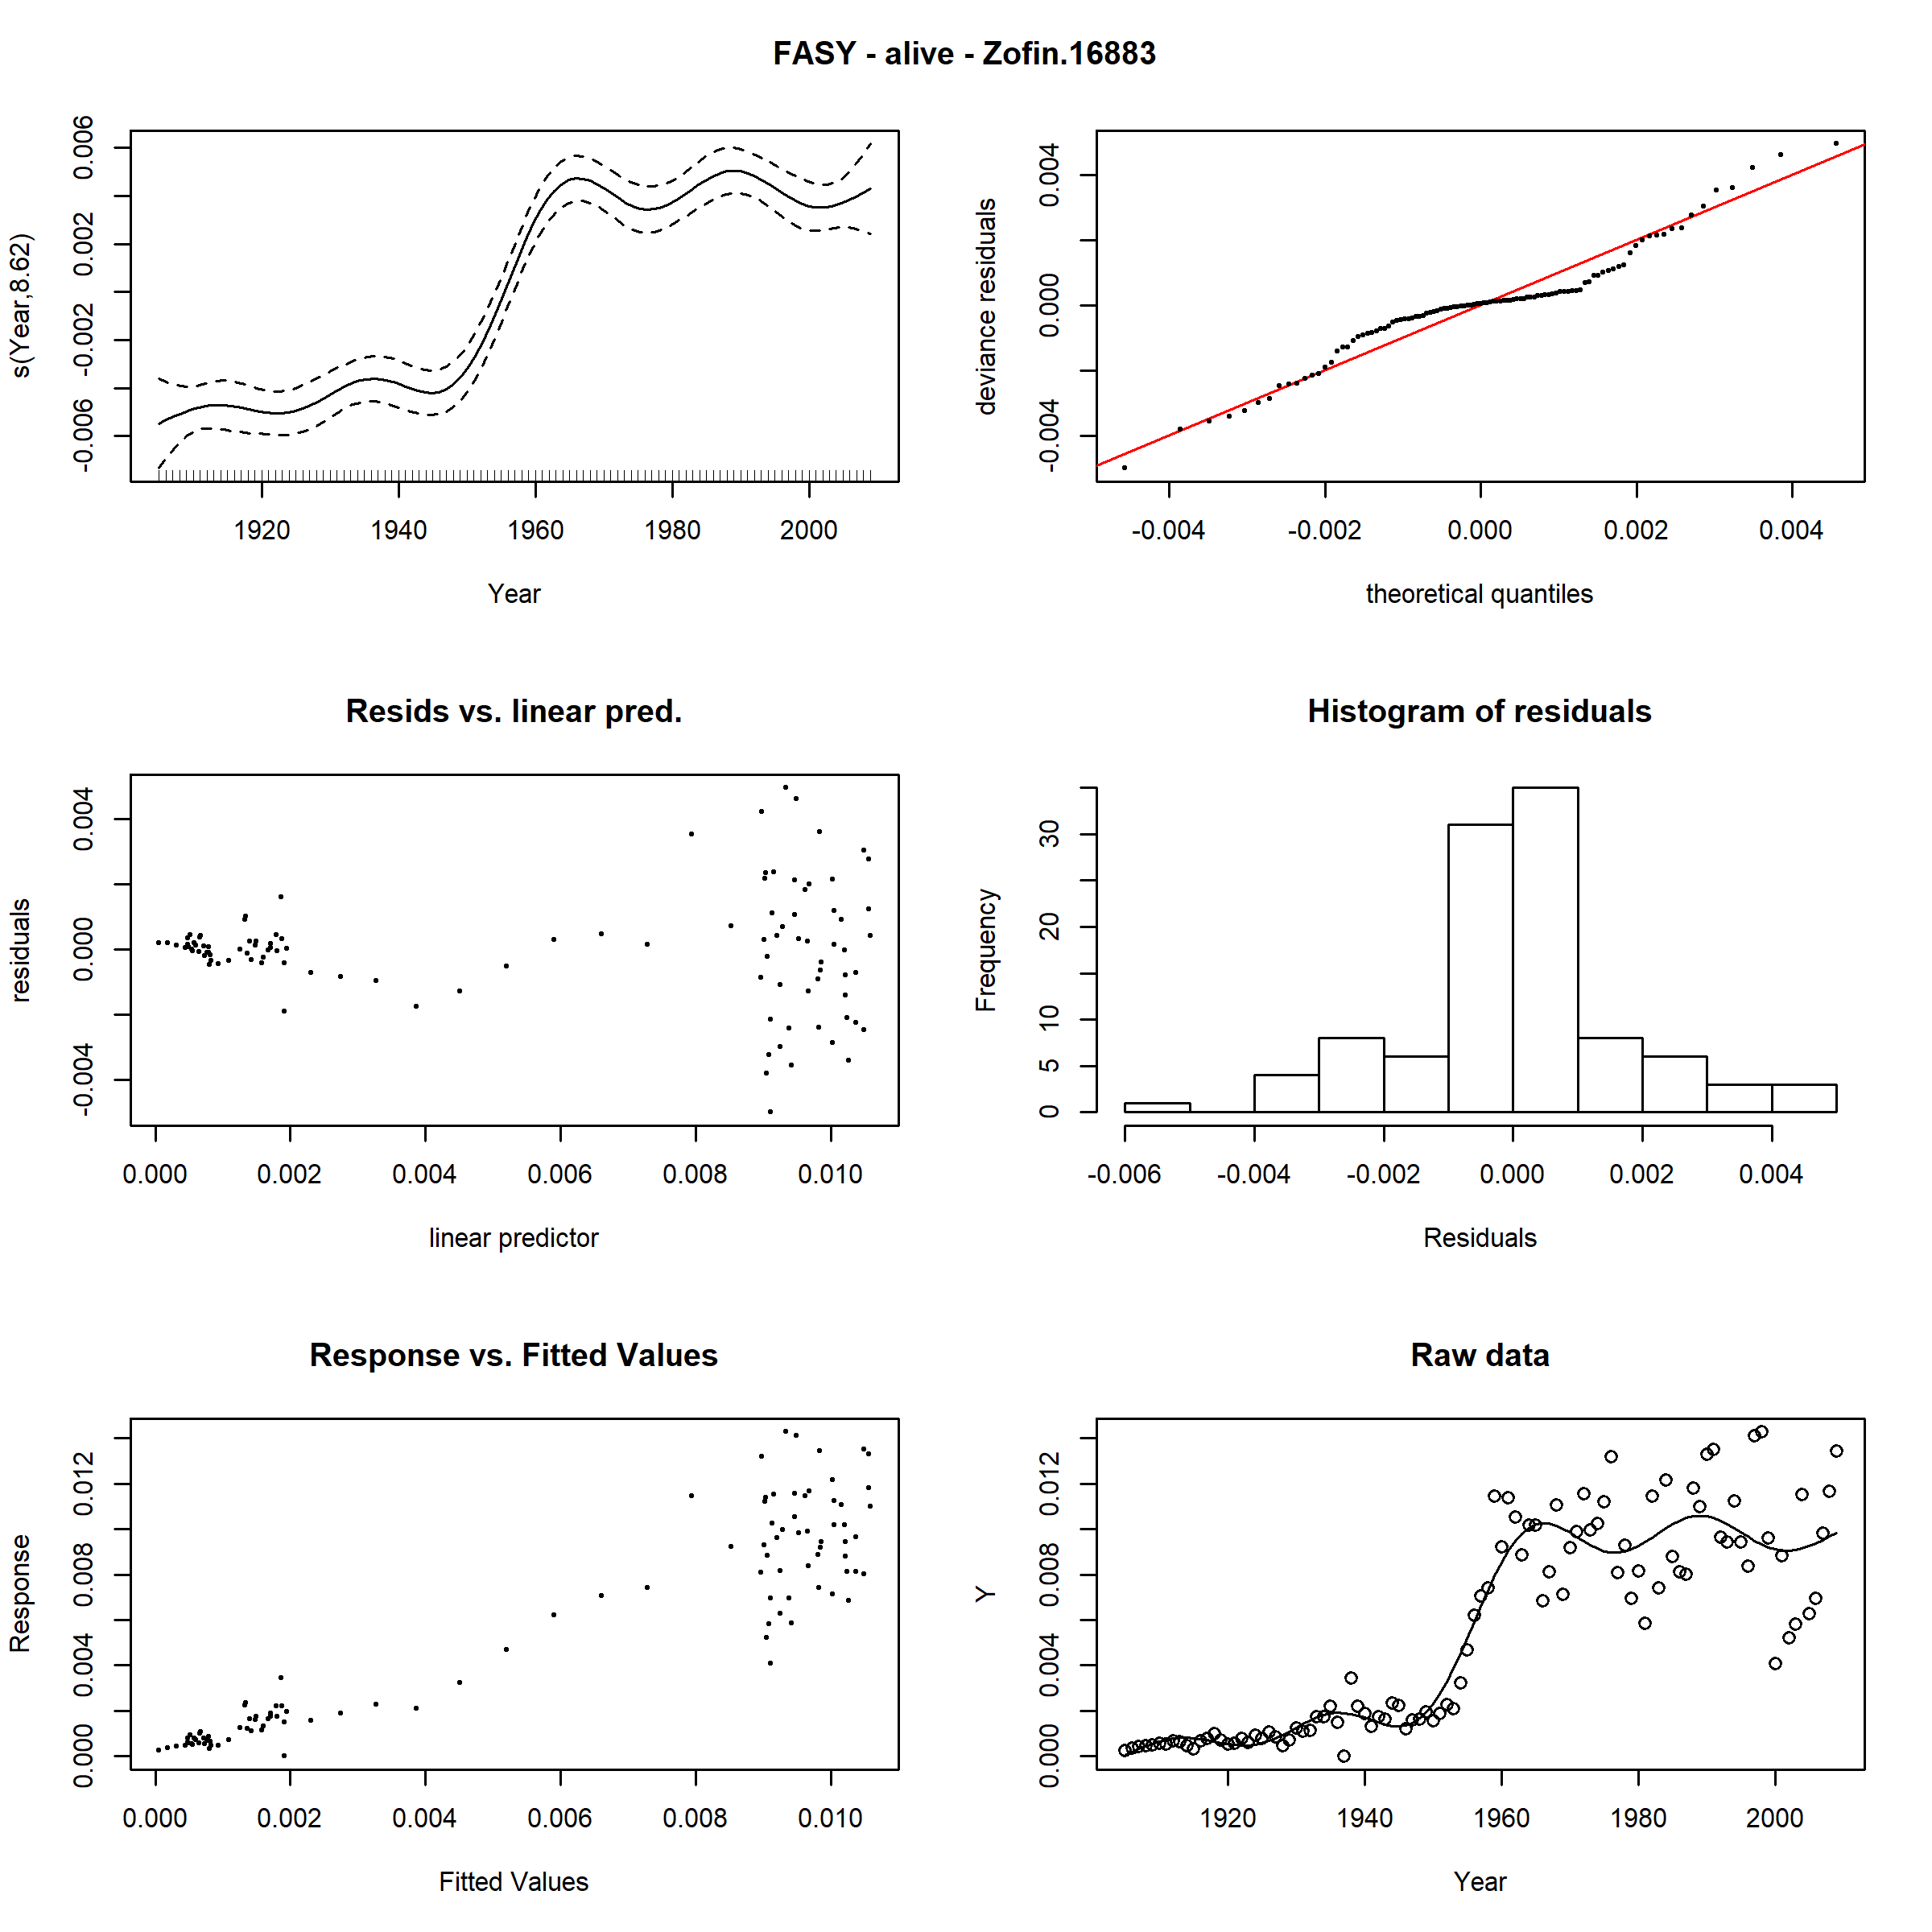 FASY - alive - Zofin.16883
s(Year,8.62)
-0.006 -0.002 0.002 0.006
1920 1940 1960 1980 2000
Year
deviance residuals
-0.004 0.000 0.004
-0.004 -0.002 0.000 0.002 0.004
theoretical quantiles
Resids vs. linear pred.
residuals
-0.004 0.000 0.004
0.000 0.002 0.004 0.006 0.008 0.010
linear predictor
Histogram of residuals
Frequency
0 5 10 20 30
-0.006 -0.004 -0.002 0.000 0.002 0.004
Residuals
Response vs. Fitted Values
Response
0.000 0.004 0.008 0.012
0.000 0.002 0.004 0.006 0.008 0.010
Fitted Values
Raw data
Y
0.000 0.004 0.008 0.012
1920 1940 1960 1980 2000
Year